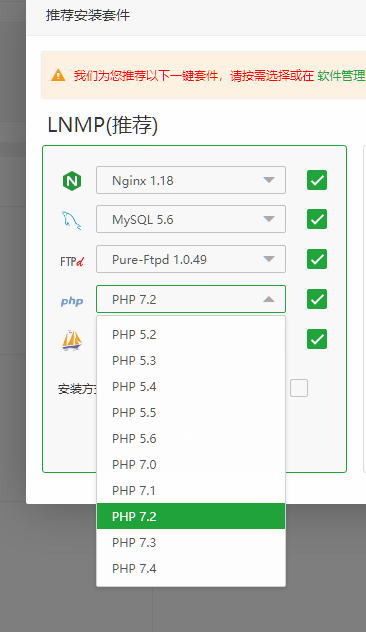 推荐安装套件
我们为您推荐以下一键套件，请按需选择或在 软件管理
LNMP(推荐)
Nginx 1.18
MySQL 5.6
FTPd Pure-Ftpd 1.0.49
php PHP 7.2
PHP 5.2
PHP 5.3
安装方
PHP 5.4
PHP 5.5
PHP 5.6
PHP 7.0
PHP 7.1
PHP 7.2
PHP 7.3
PHP 7.4